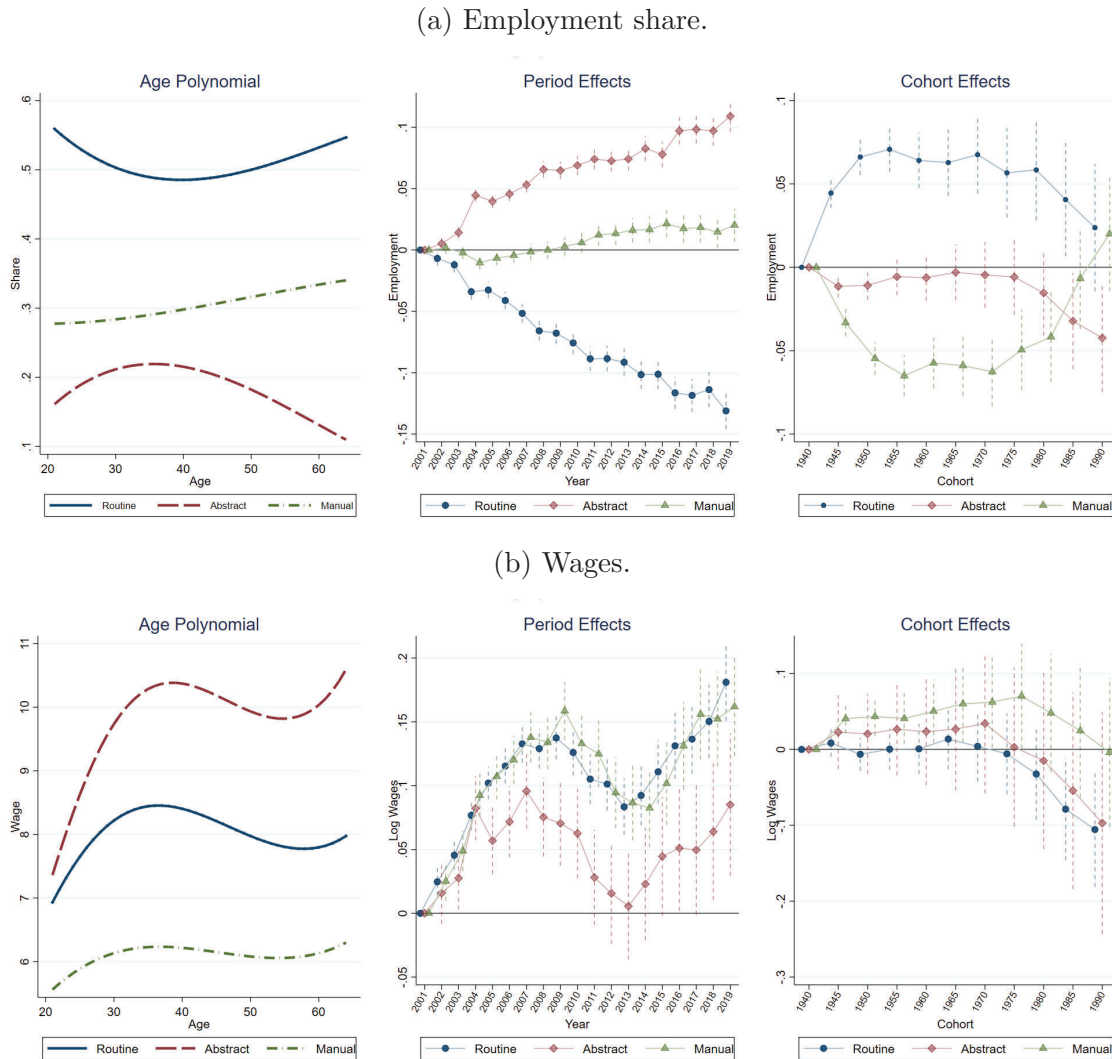 (a) Employment share.
Age Polynomial
Share
.6
.5
.4
.3
.2
.1
20 30 40 50 60
Age
Routine Abstract Manual
Period Effects
Employment
.1
.05
0
-.05
-.1
-.15
2001 2002 2003 2004 2005 2006 2007 2008 2009 2010 2011 2012 2013 2014 2015 2016 2017 2018 2019
Year
Routine Abstract Manual
Cohort Effects
Employment
.1
.05
0
-.05
-.1
1940 1945 1950 1955 1960 1965 1970 1975 1980 1985 1990
Cohort
Routine Abstract Manual
(b) Wages.
Age Polynomial
Wage
11
10
9
8
7
6
20 30 40 50 60
Age
Routine Abstract Manual
Period Effects
Log Wages
.2
.15
.1
.05
0
-.05
2001 2002 2003 2004 2005 2006 2007 2008 2009 2010 2011 2012 2013 2014 2015 2016 2017 2018 2019
Year
Routine Abstract Manual
Cohort Effects
Log Wages
.1
0
-.1
-.2
-.3
1940 1945 1950 1955 1960 1965 1970 1975 1980 1985 1990
Cohort
Routine Abstract Manual